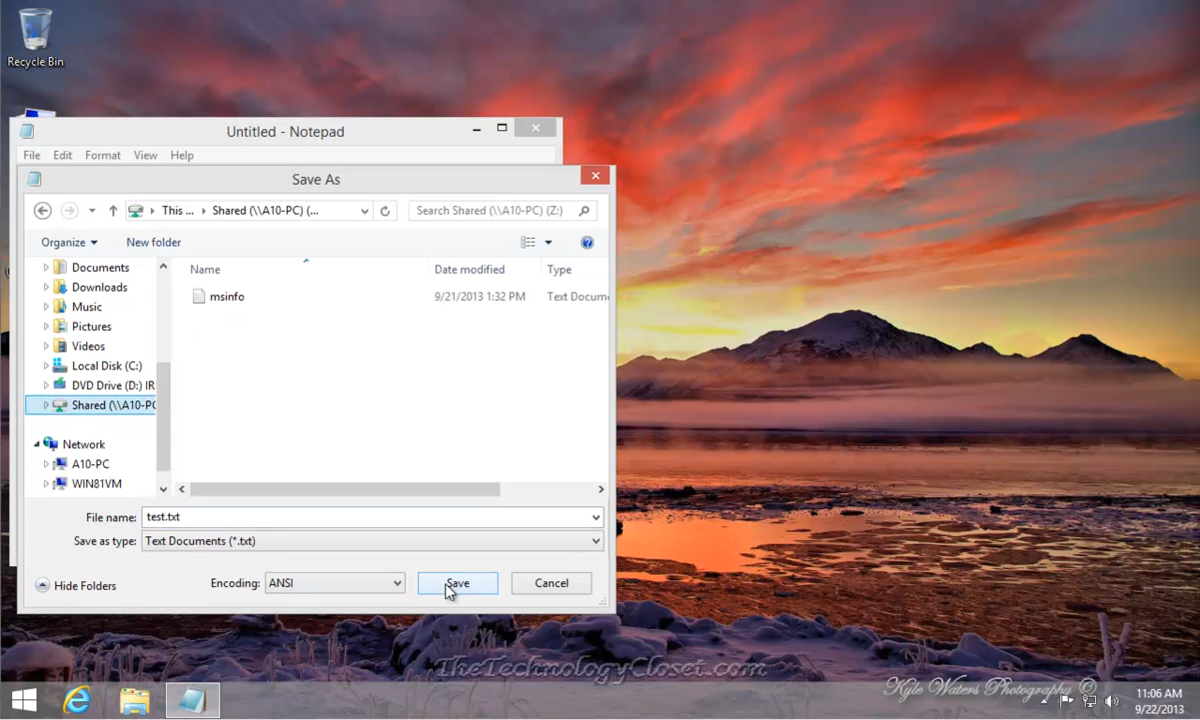 Recycle Bin
Untitled - Notepad
File Edit Format View Help
Save As
This ... Shared (\\A10-PC) (...
Search Shared (\\A10-PC) (Z:)
Organize New folder
Name Date modified Type
Documents
msinfo 9/21/2013 1:32 PM Text Docum
Downloads
Music
Pictures
Videos
Local Disk (C:)
DVD Drive (D:) IR
Shared (\\A10-PC
Network
A10-PC
WIN81VM
File name: test.txt
Save as type: Text Documents (*.txt)
Hide Folders Encoding: ANSI Save Cancel
TheTechnologyCloset.com
Kyle Waters Photography ©
11:06 AM
9/22/2013